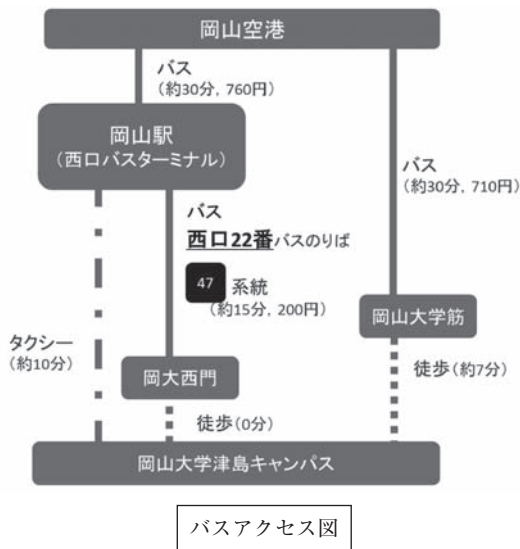 岡山空港
バス
(約30分, 760円)
岡山駅
(西口バスターミナル)
バス
(約30分, 710円)
バス
西口22番バスのりば
47 系統
(約15分, 200円)
岡山大学筋
タクシー
(約10分)
岡大西門
徒歩(約7分)
徒歩(0分)
岡山大学津島キャンパス
バスアクセス図